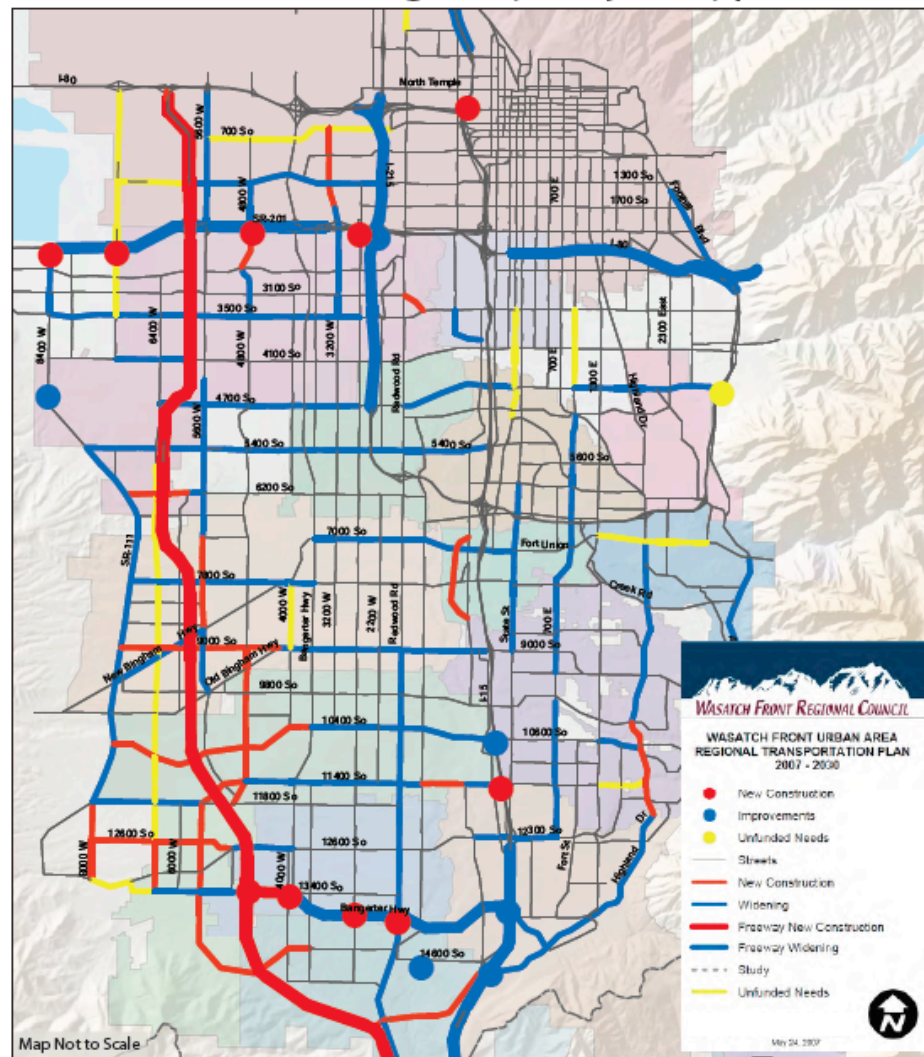 I-80
North Temple
5600 W
700 So
I-215
4800 W
1300 So
1700 So
700 E
Foothill
Blvd
SR-201
I-80
3100 So
3500 So
8400 W
6400 W
4800 W
3200 W
2300 East
4100 So
Redwood Rd
700 E
1300 E
Highland Dr
4700 So
5600 W
5400 So
5400 So
5600 So
6200 So
SR-111
7000 So
Fort Union
7800 So
Creek Rd
4000 W
Bangerter Hwy
3200 W
2200 W
Redwood Rd
State St
700 E
9000 So
New Bingham Hwy
9000 So
Old Bingham Hwy
9800 So
I-15
10400 So
10600 So
11400 So
11800 So
12600 So
12600 So
12300 So
8000 W
6000 W
4000 W
13400 So
Fort St
Highland Dr
Bangerter Hwy
14600 So
WASATCH FRONT REGIONAL COUNCIL
WASATCH FRONT URBAN AREA
REGIONAL TRANSPORTATION PLAN
2007 - 2030
New Construction
Improvements
Unfunded Needs
Streets
New Construction
Widening
Freeway New Construction
Freeway Widening
Study
Unfunded Needs
N
May 24, 2007
Map Not to Scale